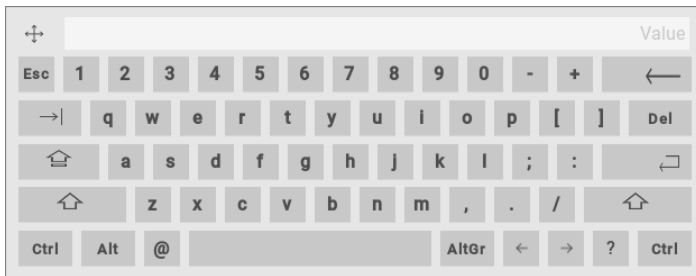 Value
Esc 1 2 3 4 5 6 7 8 9 0 - + ←
→| q w e r t y u i o p [ ] Del
a s d f g h j k l ; :
z x c v b n m , . /
Ctrl Alt @ AltGr ← → ? Ctrl